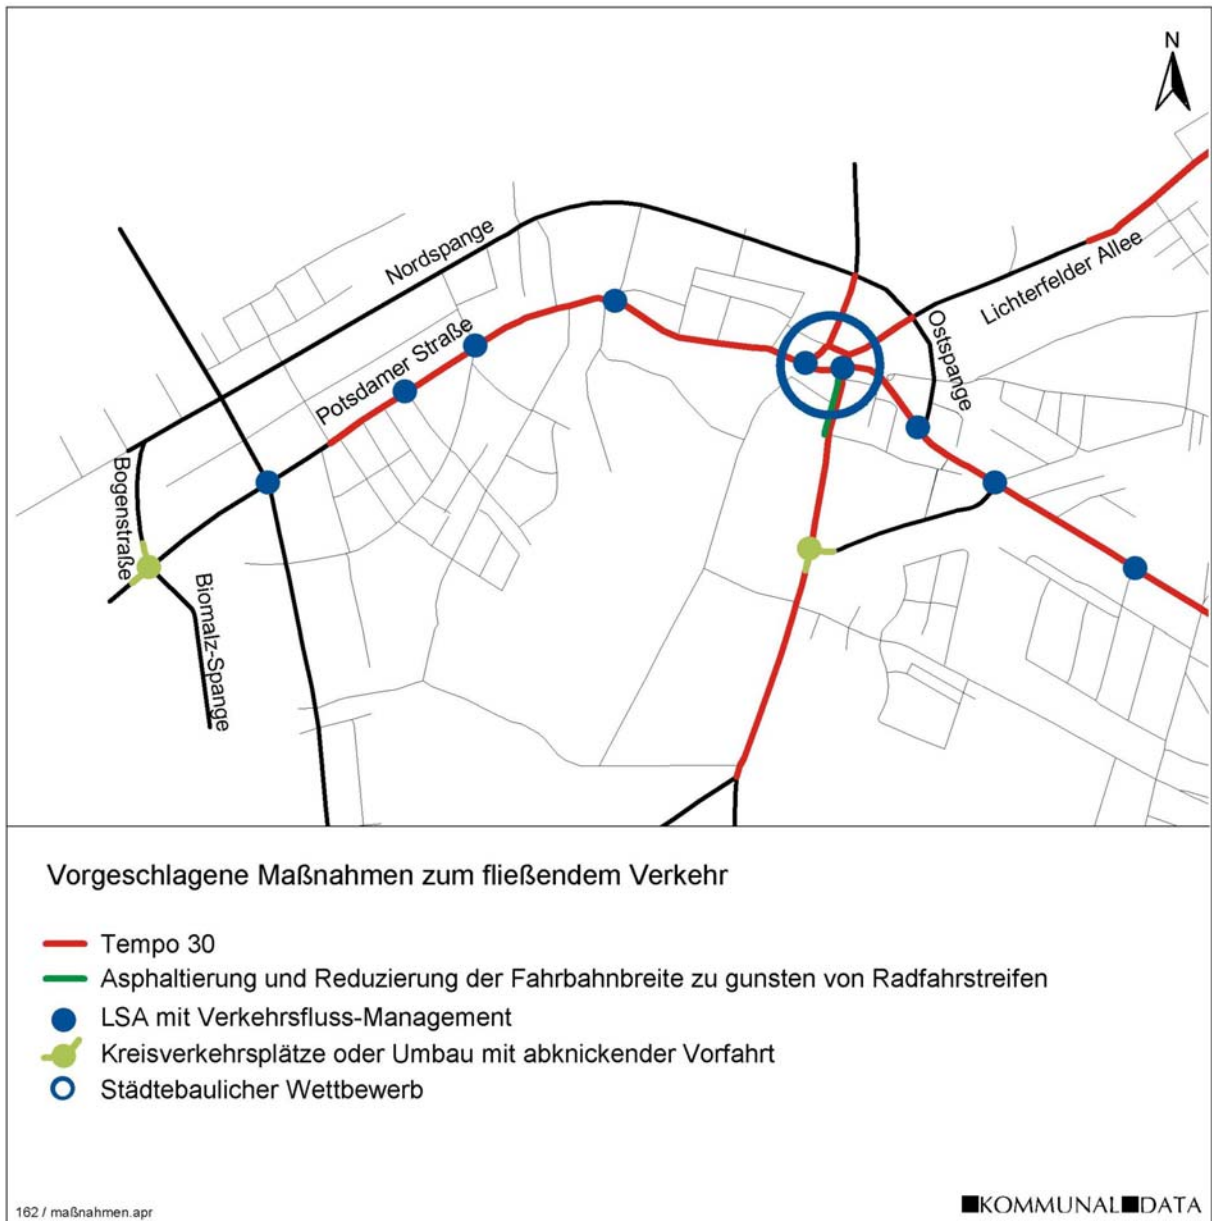 N
Nordspange
Lichterfelder Allee
Ostspange
Potsdamer Straße
Bogenstraße
Biomalz-Spange
Vorgeschlagene Maßnahmen zum fließendem Verkehr
Tempo 30
Asphaltierung und Reduzierung der Fahrbahnbreite zu gunsten von Radfahrstreifen
LSA mit Verkehrsfluss-Management
Kreisverkehrsplätze oder Umbau mit abknickender Vorfahrt
Städtebaulicher Wettbewerb
162 / maßnahmen.apr
KOMMUNAL DATA